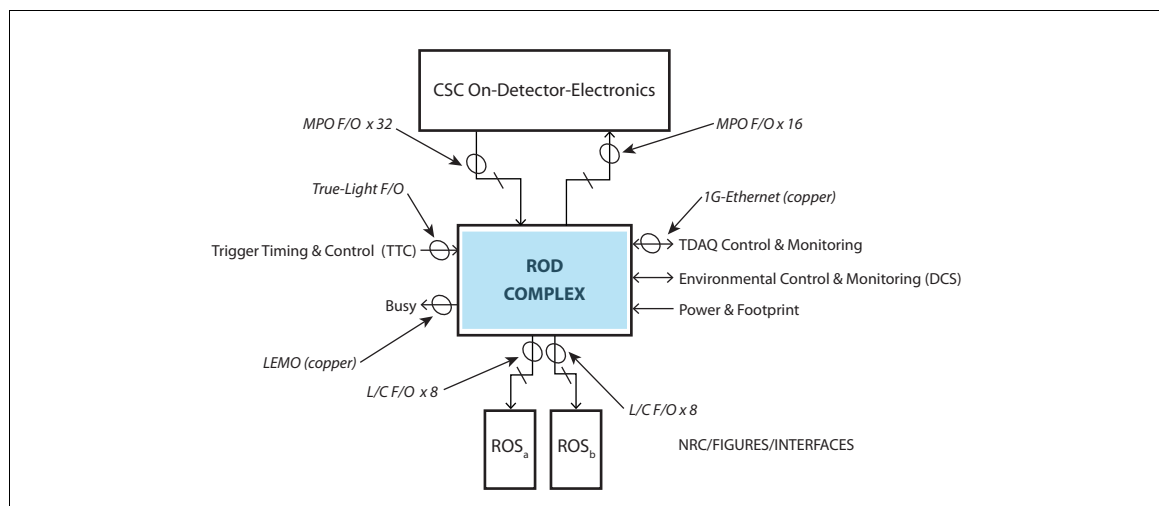 CSC On-Detector-Electronics
MPO F/O x 32
MPO F/O x 16
True-Light F/O
1G-Ethernet (copper)
Trigger Timing & Control (TTC)
TDAQ Control & Monitoring
ROD
COMPLEX
Environmental Control & Monitoring (DCS)
Busy
Power & Footprint
LEMO (copper)
L/C F/O x 8
L/C F/O x 8
ROSa
ROSb
NRC/FIGURES/INTERFACES